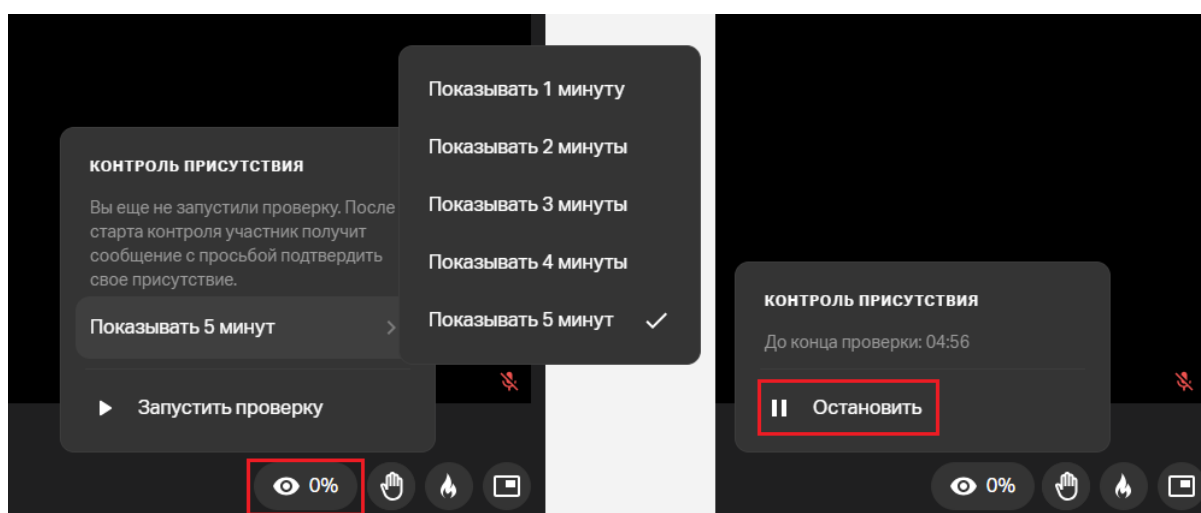 КОНТРОЛЬ ПРИСУТСТВИЯ
Вы еще не запустили проверку. После
старта контроля участник получит
сообщение с просьбой подтвердить
свое присутствие.
Показывать 5 минут
Запустить проверку
0%
Показывать 1 минуту
Показывать 2 минуты
Показывать 3 минуты
Показывать 4 минуты
Показывать 5 минут
КОНТРОЛЬ ПРИСУТСТВИЯ
До конца проверки: 04:56
Остановить
0%